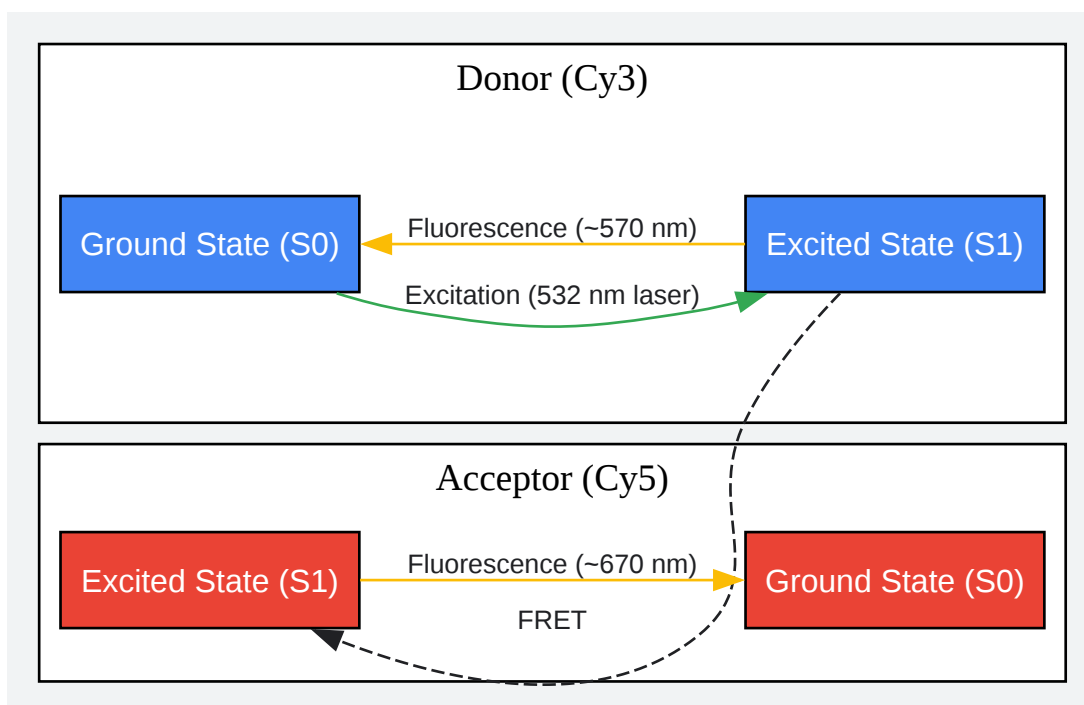 Donor (Cy3)
Ground State (S0)
Fluorescence (~570 nm)
Excited State (S1)
Excitation (532 nm laser)
Acceptor (Cy5)
Excited State (S1)
Fluorescence (~670 nm)
Ground State (S0)
FRET